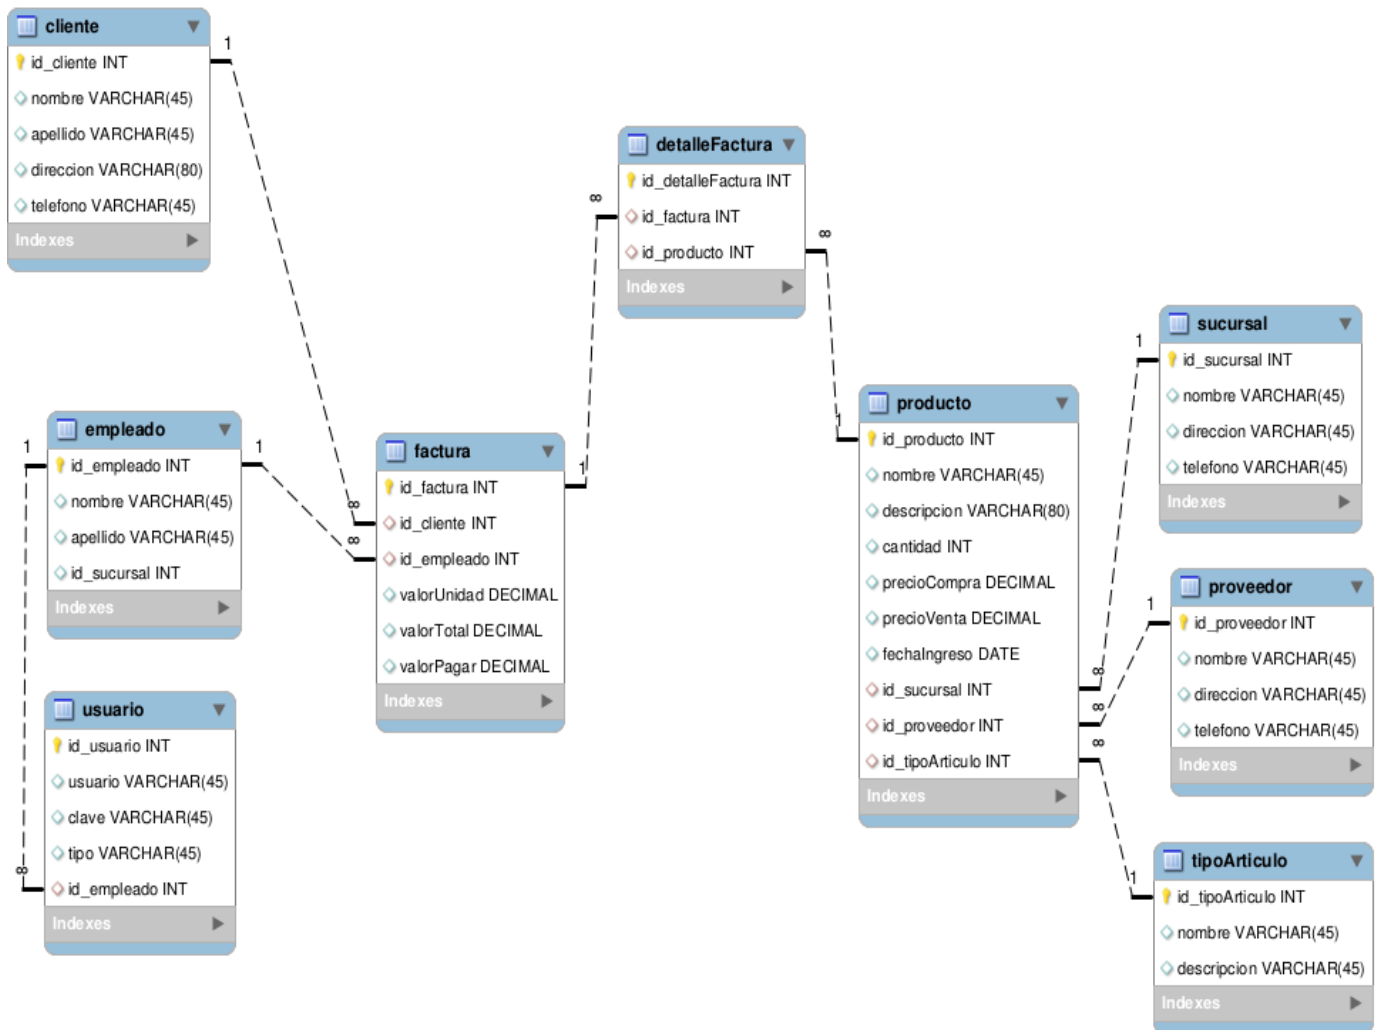 cliente
id_cliente INT
nombre VARCHAR(45)
apellido VARCHAR(45)
direccion VARCHAR(80)
telefono VARCHAR(45)
Indexes
1
∞
empleado
id_empleado INT
nombre VARCHAR(45)
apellido VARCHAR(45)
id_sucursal INT
Indexes
1
1
∞
∞
usuario
id_usuario INT
usuario VARCHAR(45)
clave VARCHAR(45)
tipo VARCHAR(45)
id_empleado INT
Indexes
factura
id_factura INT
id_cliente INT
id_empleado INT
valorUnidad DECIMAL
valorTotal DECIMAL
valorPagar DECIMAL
Indexes
1
∞
detalleFactura
id_detalleFactura INT
id_factura INT
id_producto INT
Indexes
∞
1
producto
id_producto INT
nombre VARCHAR(45)
descripcion VARCHAR(80)
cantidad INT
precioCompra DECIMAL
precioVenta DECIMAL
fechaIngreso DATE
id_sucursal INT
id_proveedor INT
id_tipoArticulo INT
Indexes
∞
∞
∞
1
sucursal
id_sucursal INT
nombre VARCHAR(45)
direccion VARCHAR(45)
telefono VARCHAR(45)
Indexes
1
proveedor
id_proveedor INT
nombre VARCHAR(45)
direccion VARCHAR(45)
telefono VARCHAR(45)
Indexes
1
tipoArticulo
id_tipoArticulo INT
nombre VARCHAR(45)
descripcion VARCHAR(45)
Indexes